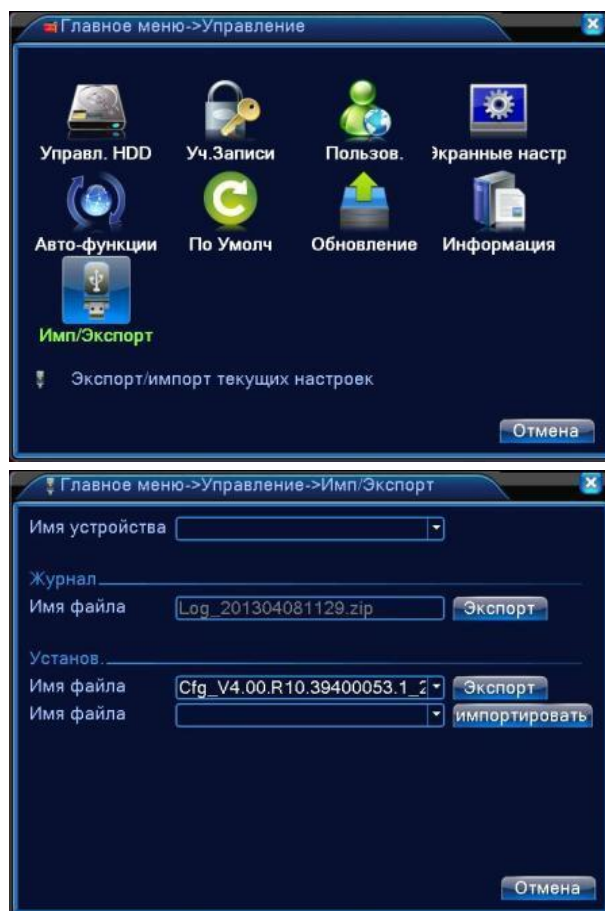 Главное меню->Управление
Управл. HDD Уч.Записи Пользов. Экранные настр
Авто-функции По Умолч Обновление Информация
Имп/Экспорт
Экспорт/импорт текущих настроек
Отмена
Главное меню->Управление->Имп/Экспорт
Имя устройства
Журнал
Имя файла Log_201304081129.zip Экспорт
Установ.
Имя файла Cfg_V4.00.R10.39400053.1_2 Экспорт
Имя файла импортировать
Отмена